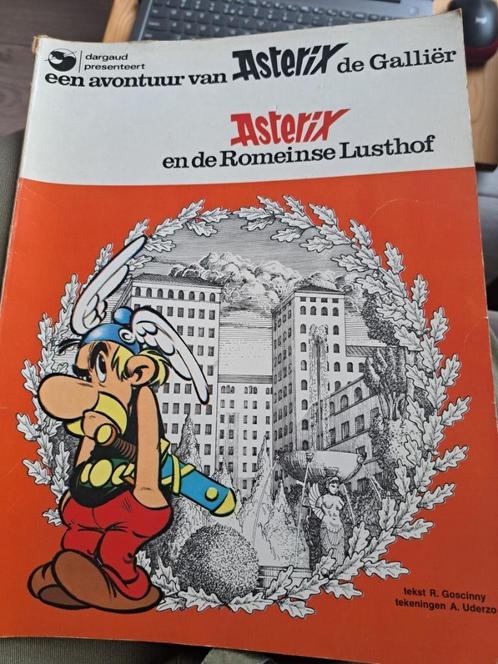 dargaud
presenteert
een avontuur van Asterix de Galliër
Asterix
en de Romeinse Lusthof
tekst R. Goscinny
tekeningen A. Uderzo